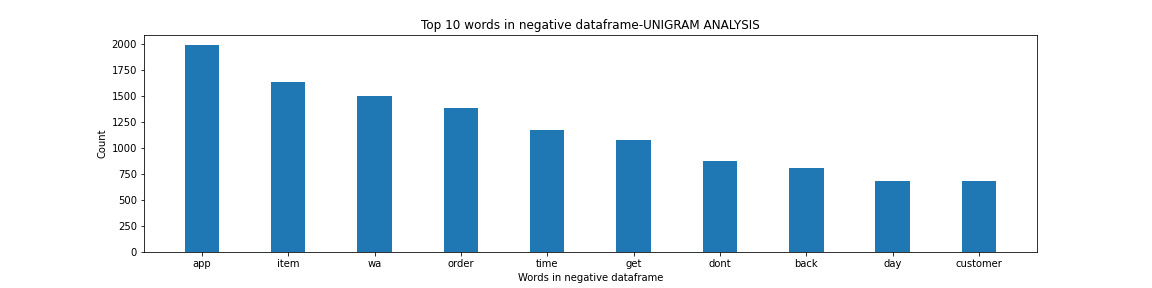 Top 10 words in negative dataframe-UNIGRAM ANALYSIS
2000
1750
1500
1250
1000
750
500
250
0
Count
app item wa order time get dont back day customer
Words in negative dataframe